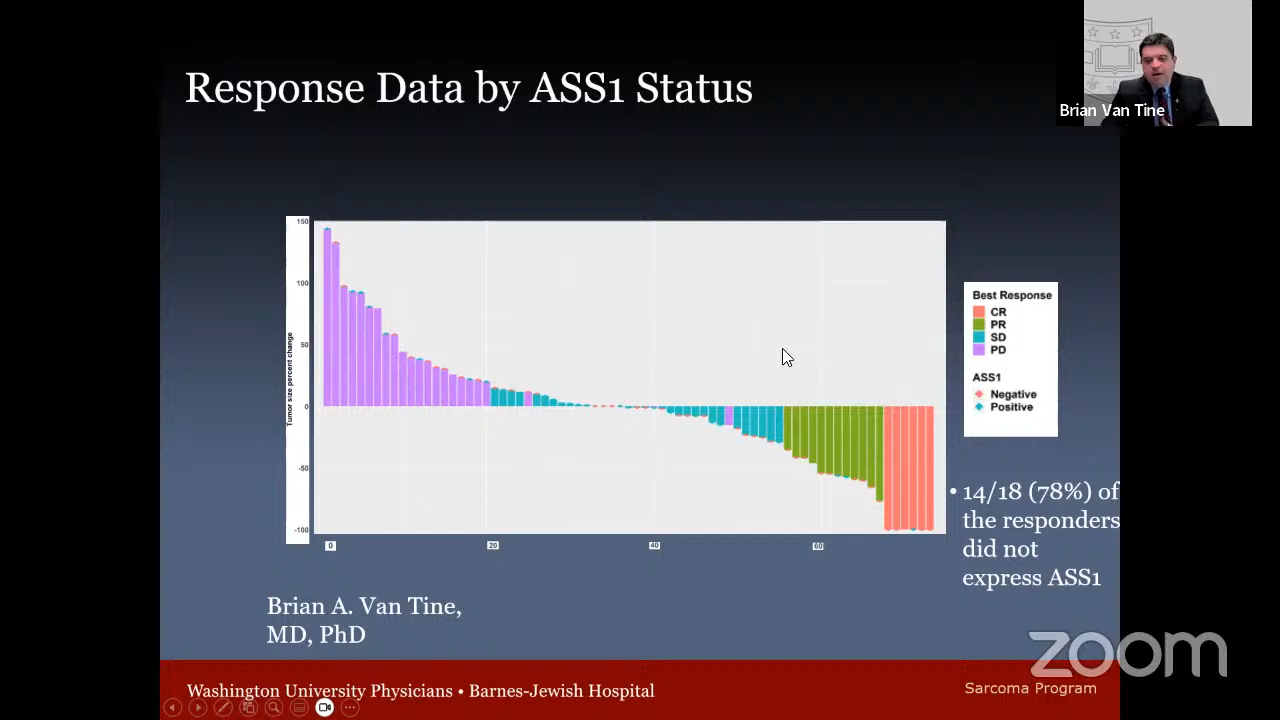 Response Data by ASS1 Status
Brian Van Tine
Tumor size percent change
150
100
50
0
-50
-100
0
20
40
60
Best Response
CR
PR
SD
PD
ASS1
Negative
Positive
• 14/18 (78%) of
the responders
did not
express ASS1
Brian A. Van Tine,
MD, PhD
Washington University Physicians • Barnes-Jewish Hospital
Sarcoma Program
zoom